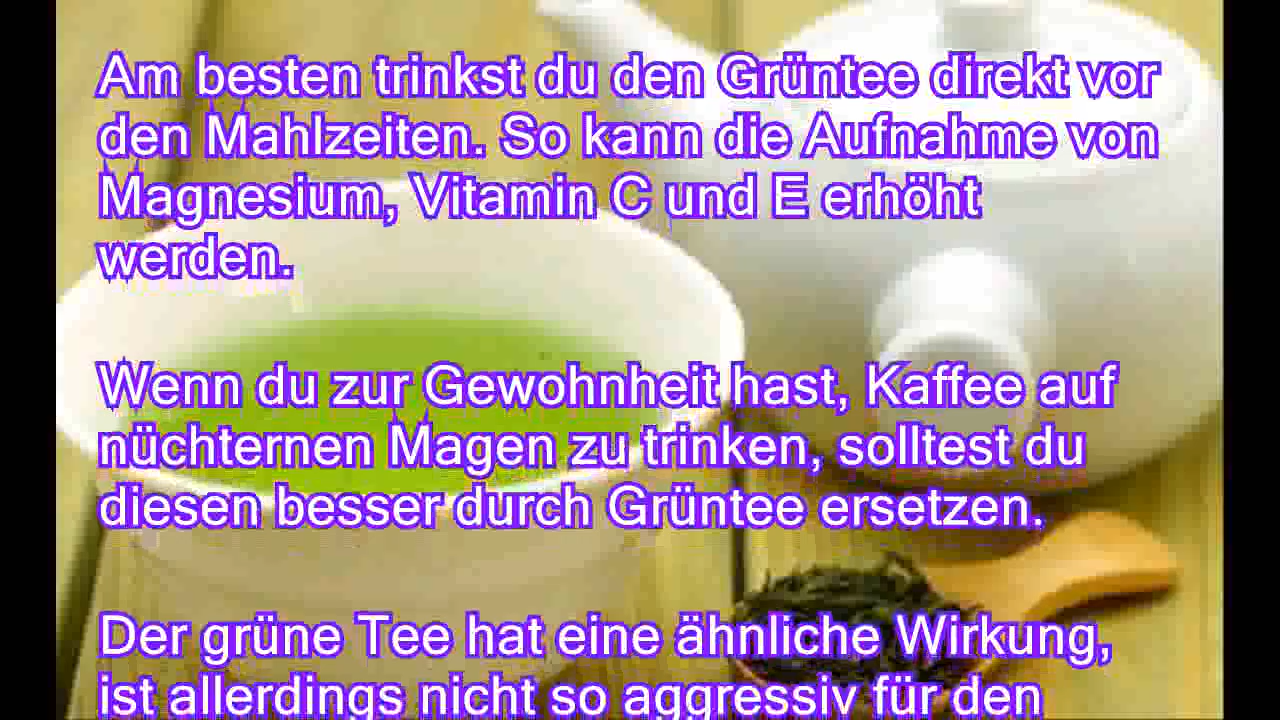 Am besten trinkst du den Grüntee direkt vor
den Mahlzeiten. So kann die Aufnahme von
Magnesium, Vitamin C und E erhöht
werden.
Wenn du zur Gewohnheit hast, Kaffee auf
nüchternen Magen zu trinken, solltest du
diesen besser durch Grüntee ersetzen.
Der grüne Tee hat eine ähnliche Wirkung,
ist allerdings nicht so aggressiv für den